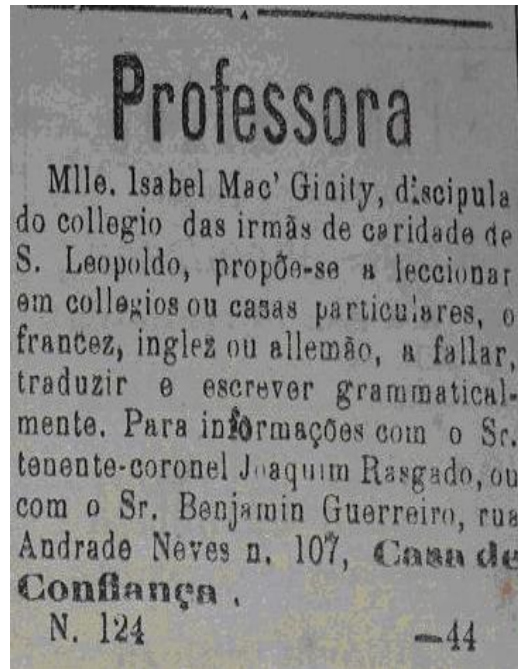 Professora
Mlle. Isabel Mac' Ginity, discipula
do collegio das irmãs de caridade de
S. Leopoldo, propõe-se a leccionar
em collegios ou casas particulares, o
francez, inglez ou allemão, a fallar,
traduzir e escrever grammatical-
mente. Para informações com o Sr.
tenente-coronel Joaquim Rasgado, ou
com o Sr. Benjamin Guerreiro, rua
Andrade Neves n. 107, Casa de
Confiança.
N. 124 —44